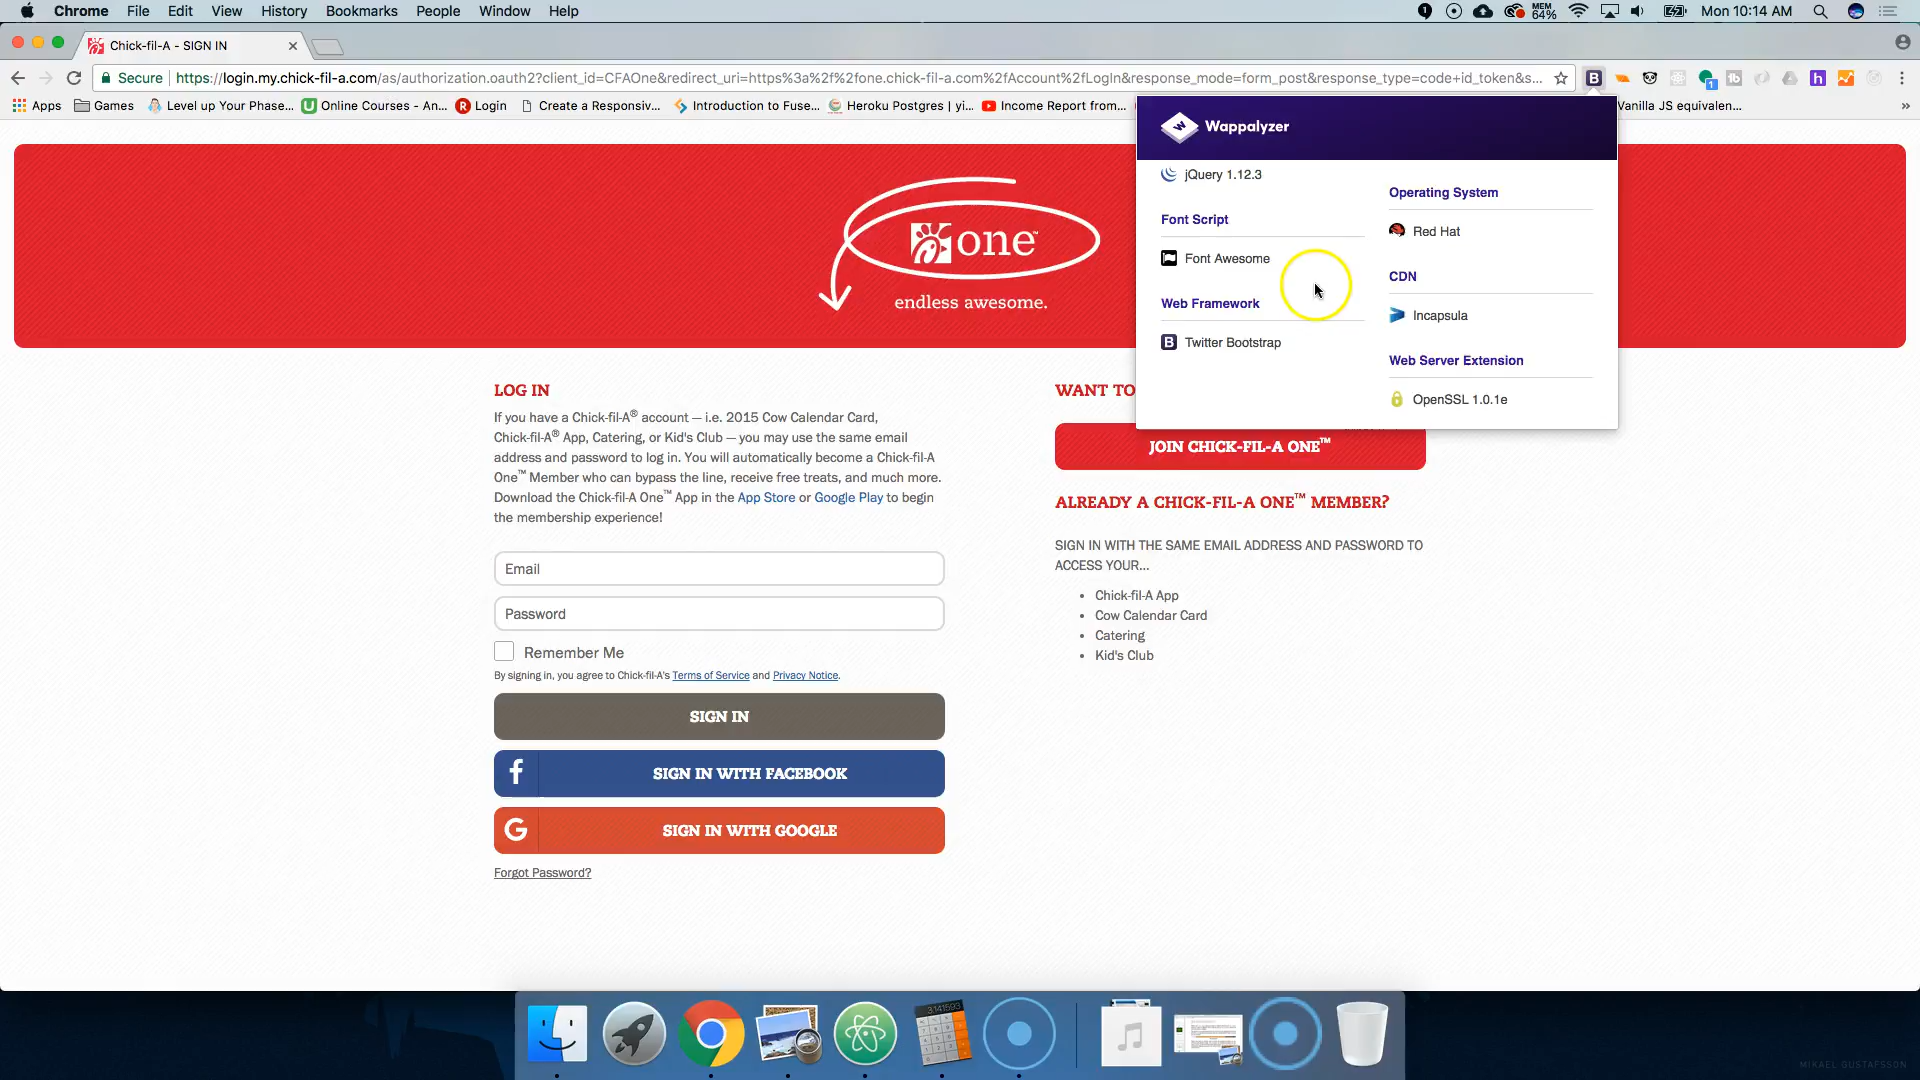 Chrome File Edit View History Bookmarks People Window Help
MEM 64% Mon 10:14 AM
Chick-fil-A - SIGN IN
Secure https://login.my.chick-fil-a.com/as/authorization.oauth2?client_id=CFAOne&redirect_uri=https%3a%2f%2fone.chick-fil-a.com%2fAccount%2fLogIn&response_mode=form_post&response_type=code+id_token&s...
Apps Games Level up Your Phase... Online Courses - An... Login Create a Responsiv... Introduction to Fuse... Heroku Postgres | yi... Income Report from... Vanilla JS equivalen... »
Wappalyzer
jQuery 1.12.3
Font Script
Font Awesome
Web Framework
Twitter Bootstrap
Operating System
Red Hat
CDN
Incapsula
Web Server Extension
OpenSSL 1.0.1e
one™
endless awesome.
LOG IN
If you have a Chick-fil-A® account — i.e. 2015 Cow Calendar Card,
Chick-fil-A® App, Catering, or Kid's Club — you may use the same email
address and password to log in. You will automatically become a Chick-fil-A
One™ Member who can bypass the line, receive free treats, and much more.
Download the Chick-fil-A One™ App in the App Store or Google Play to begin
the membership experience!
Email
Password
Remember Me
By signing in, you agree to Chick-fil-A's Terms of Service and Privacy Notice.
SIGN IN
SIGN IN WITH FACEBOOK
SIGN IN WITH GOOGLE
Forgot Password?
WANT TO
JOIN CHICK-FIL-A ONE™
ALREADY A CHICK-FIL-A ONE™ MEMBER?
SIGN IN WITH THE SAME EMAIL ADDRESS AND PASSWORD TO
ACCESS YOUR...
• Chick-fil-A App
• Cow Calendar Card
• Catering
• Kid's Club
3.141593
MIKAEL GUSTAFSSON